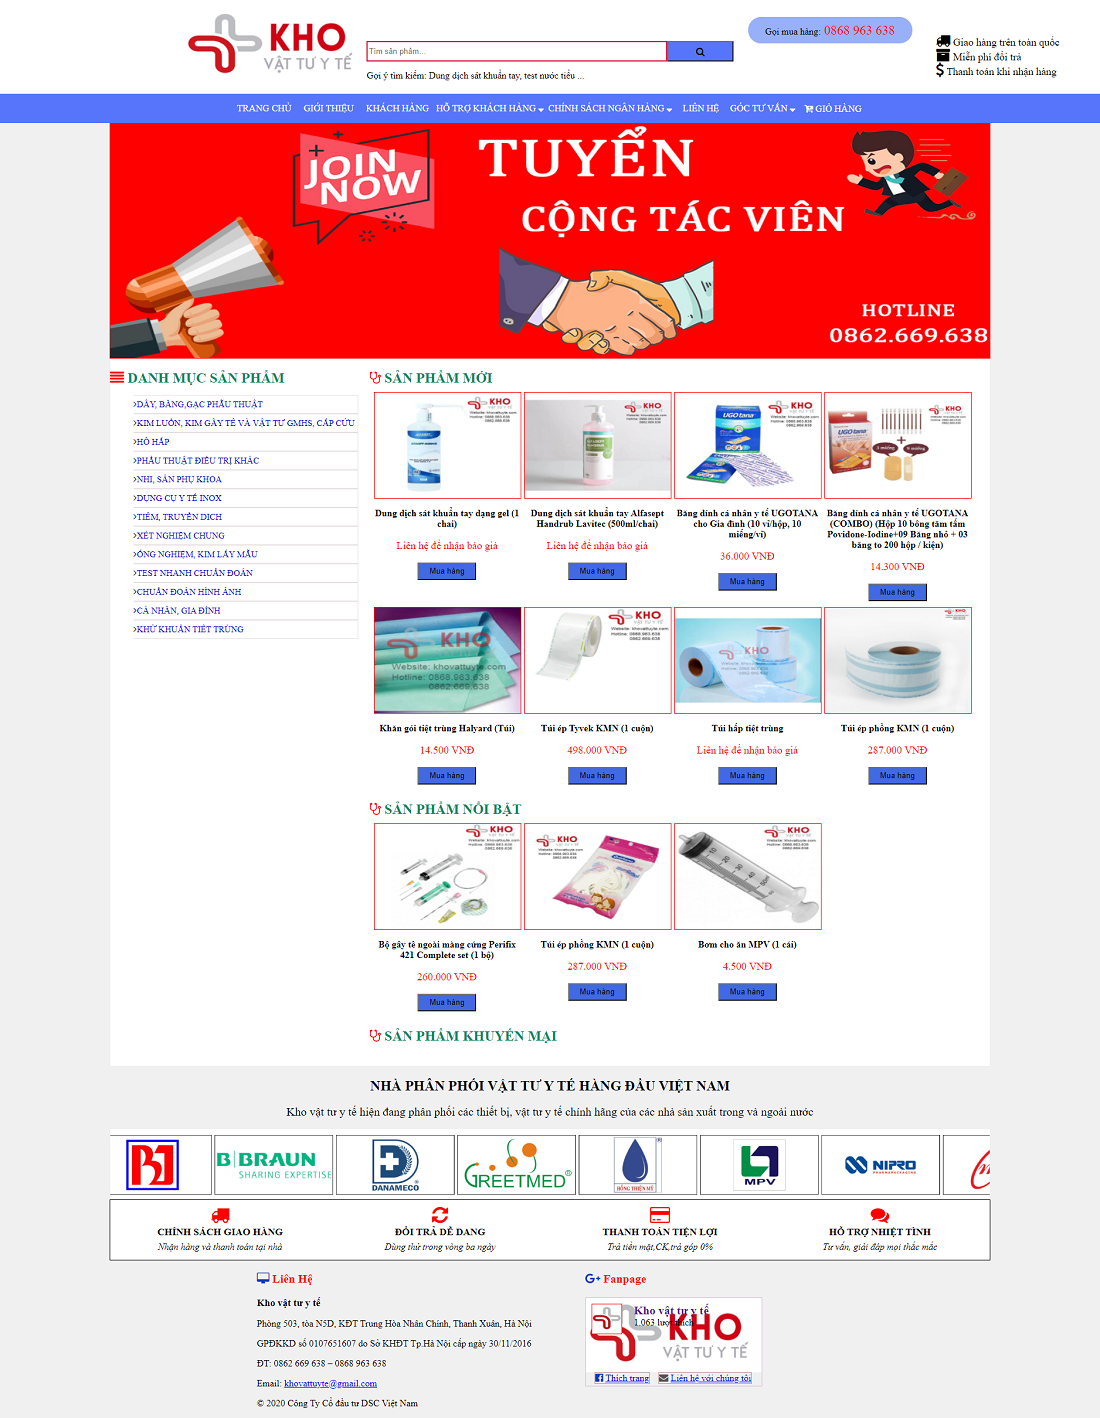 KHO
VẬT TƯ Y TẾ
Tìm sản phẩm...
Gợi ý tìm kiếm: Dung dịch sát khuẩn tay, test nước tiểu ...
Gọi mua hàng: 0868 963 638
Giao hàng trên toàn quốc
Miễn phí đổi trả
Thanh toán khi nhận hàng
TRANG CHỦ GIỚI THIỆU KHÁCH HÀNG HỖ TRỢ KHÁCH HÀNG CHÍNH SÁCH NGÂN HÀNG LIÊN HỆ GÓC TƯ VẤN GIỎ HÀNG
JOIN NOW
TUYỂN
CỘNG TÁC VIÊN
HOTLINE
0862.669.638
DANH MỤC SẢN PHẨM
DÂY, BĂNG,GẠC PHẪU THUẬT
KIM LUỒN, KIM GÂY TÊ VÀ VẬT TƯ GMHS, CẤP CỨU
HÔ HẤP
PHẪU THUẬT ĐIỀU TRỊ KHÁC
NHI, SẢN PHỤ KHOA
DỤNG CỤ Y TẾ INOX
TIÊM, TRUYỀN DỊCH
XÉT NGHIỆM CHUNG
ỐNG NGHIỆM, KIM LẤY MẪU
TEST NHANH CHUẨN ĐOÁN
CHUẨN ĐOÁN HÌNH ẢNH
CÁ NHÂN, GIA ĐÌNH
KHỬ KHUẨN TIỆT TRÙNG
SẢN PHẨM MỚI
Dung dịch sát khuẩn tay dạng gel (1 chai)
Liên hệ để nhận báo giá
Mua hàng
Dung dịch sát khuẩn tay Alfasept Handrub Lavitec (500ml/chai)
Liên hệ để nhận báo giá
Mua hàng
Băng dính cá nhân y tế UGOTANA cho Gia đình (10 vỉ/hộp, 10 miếng/vỉ)
36.000 VNĐ
Mua hàng
Băng dính cá nhân y tế UGOTANA (COMBO) (Hộp 10 bông tăm tẩm Povidone-Iodine+09 Băng nhỏ + 03 băng to 200 hộp / kiện)
14.300 VNĐ
Mua hàng
KHO
Website: khovattuyte.com
Hotline: 0868.963.638
0862.669.638
Khăn gói tiệt trùng Halyard (Túi)
14.500 VNĐ
Mua hàng
Túi ép Tyvek KMN (1 cuộn)
498.000 VNĐ
Mua hàng
Túi hấp tiệt trùng
Liên hệ để nhận báo giá
Mua hàng
Túi ép phồng KMN (1 cuộn)
287.000 VNĐ
Mua hàng
SẢN PHẨM NỔI BẬT
Bộ gây tê ngoài màng cứng Perifix 421 Complete set (1 bộ)
260.000 VNĐ
Mua hàng
Túi ép phồng KMN (1 cuộn)
287.000 VNĐ
Mua hàng
Bơm cho ăn MPV (1 cái)
4.500 VNĐ
Mua hàng
SẢN PHẨM KHUYẾN MẠI
NHÀ PHÂN PHỐI VẬT TƯ Y TẾ HÀNG ĐẦU VIỆT NAM
Kho vật tư y tế hiện đang phân phối các thiết bị, vật tư y tế chính hãng của các nhà sản xuất trong và ngoài nước
B|BRAUN
SHARING EXPERTISE
DANAMECO
GREETMED
HỒNG THIỆN MỸ
MPV
NIPRO
CHÍNH SÁCH GIAO HÀNG
Nhận hàng và thanh toán tại nhà
ĐỔI TRẢ DỄ DÀNG
Dùng thử trong vòng ba ngày
THANH TOÁN TIỆN LỢI
Trả tiền mặt,CK,trả góp 0%
HỖ TRỢ NHIỆT TÌNH
Tư vấn, giải đáp mọi thắc mắc
Liên Hệ
Kho vật tư y tế
Phòng 503, tòa N5D, KĐT Trung Hòa Nhân Chính, Thanh Xuân, Hà Nội
GPĐKKD số 0107651607 do Sở KHĐT Tp.Hà Nội cấp ngày 30/11/2016
ĐT: 0862 669 638 – 0868 963 638
Email: khovattuyte@gmail.com
© 2020 Công Ty Cổ đầu tư DSC Việt Nam
Fanpage
Kho vật tư y tế
1.063 lượt thích
KHO
VẬT TƯ Y TẾ
Thích trang
Liên hệ với chúng tôi